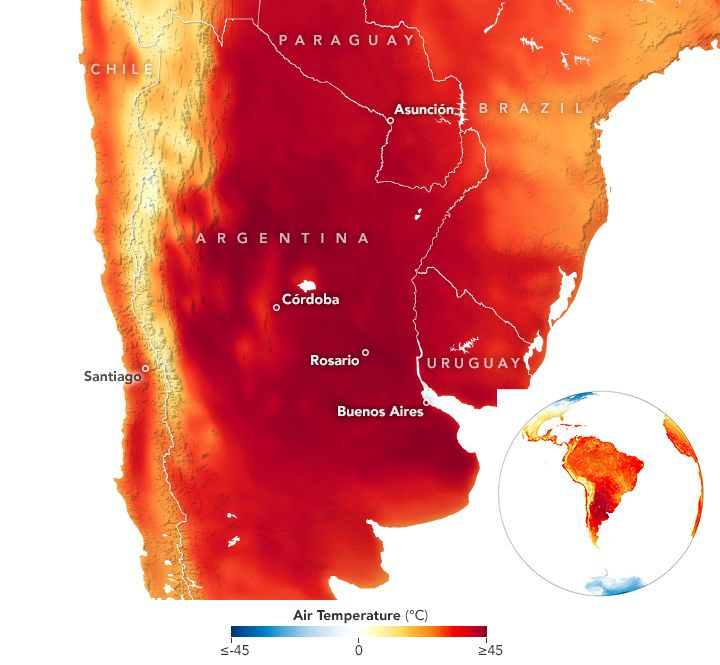 PARAGUAY
CHILE
Asunción
BRAZIL
ARGENTINA
Córdoba
Rosario
URUGUAY
Santiago
Buenos Aires
Air Temperature (°C)
≤-45 0 ≥45